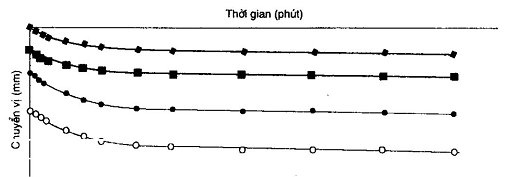 Thời gian (phút)
Chuyển vị (mm)